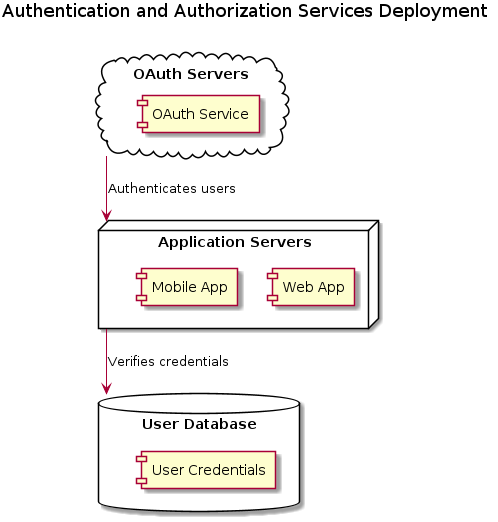 Authentication and Authorization Services Deployment
OAuth Servers
OAuth Service
Authenticates users
Application Servers
Mobile App
Web App
Verifies credentials
User Database
User Credentials